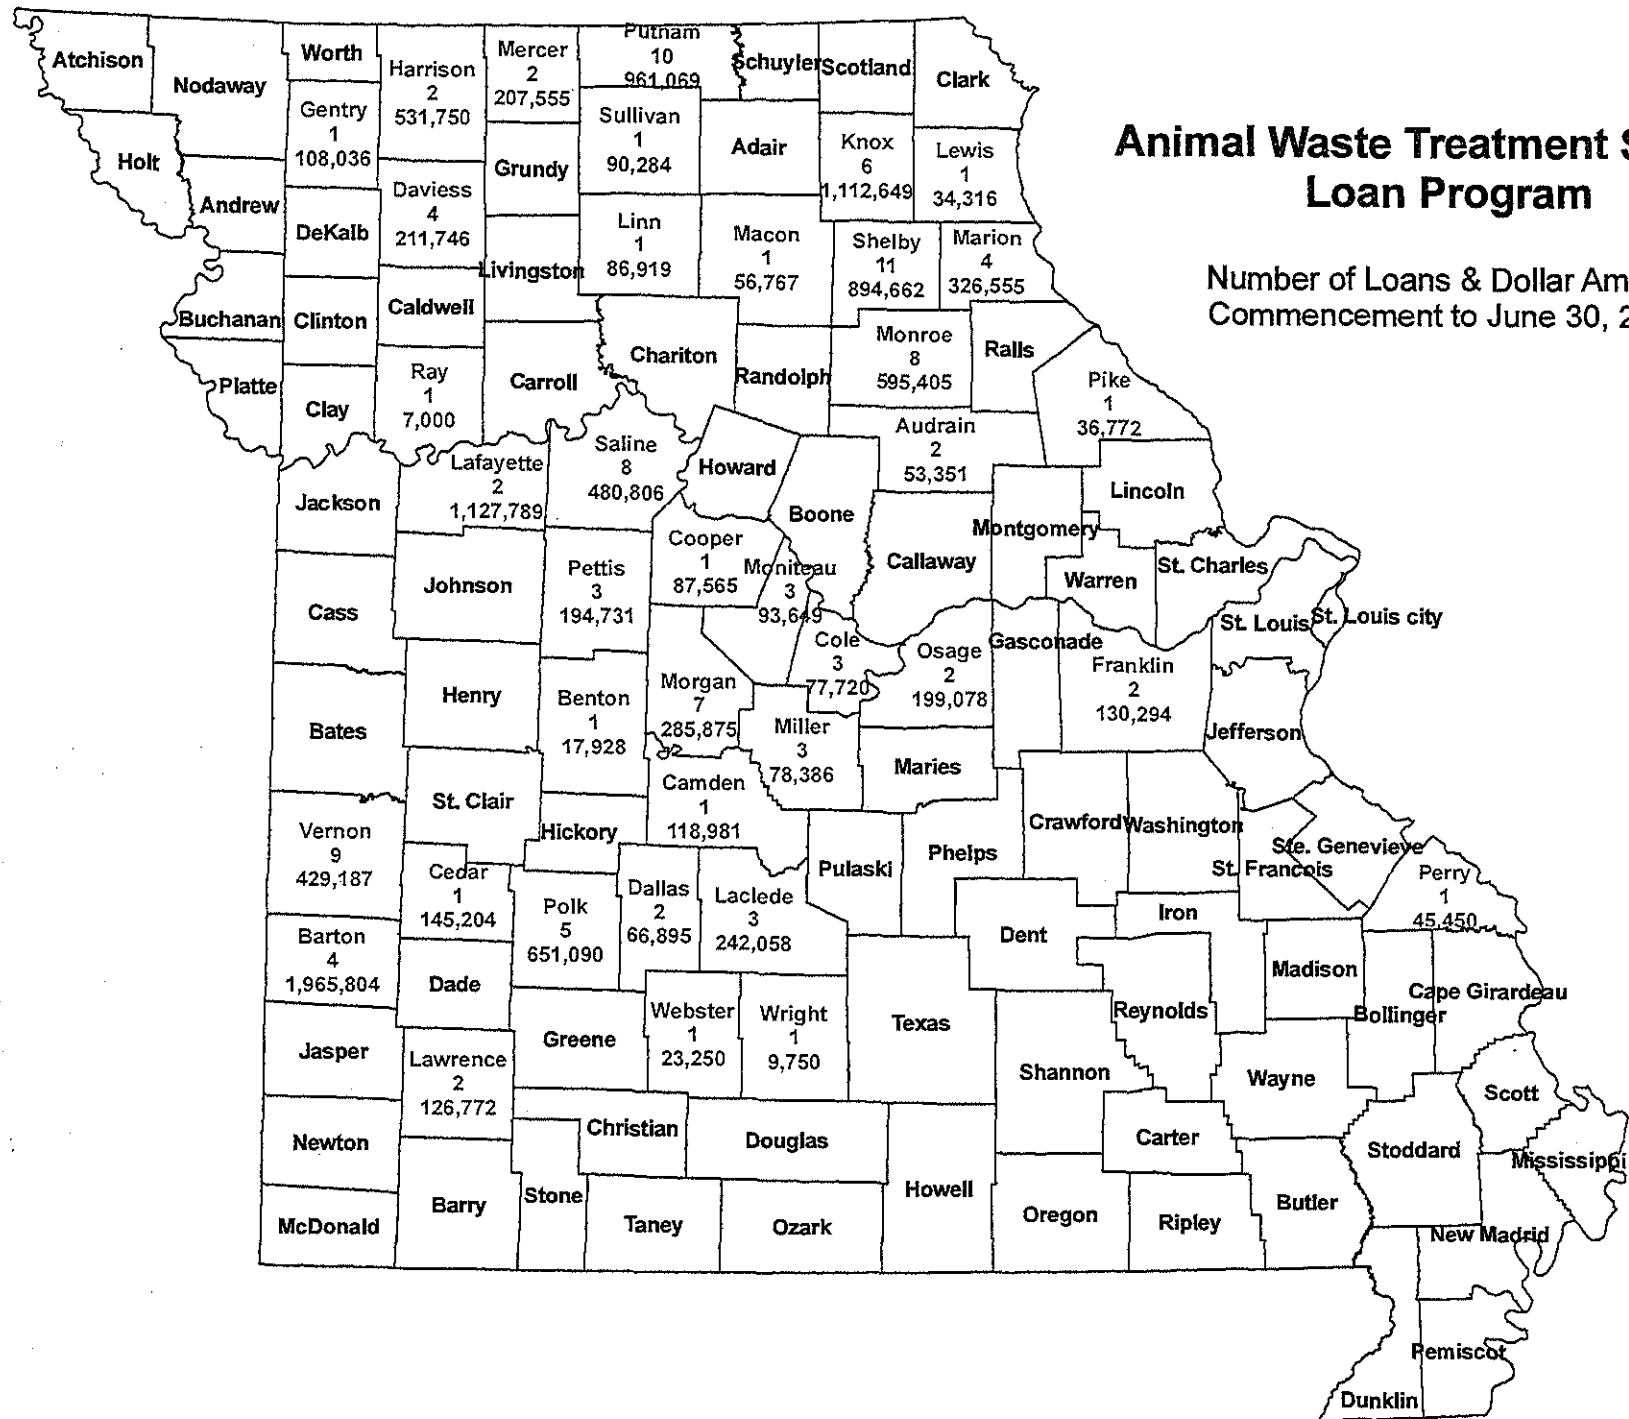 Animal Waste Treatment S
Loan Program
Number of Loans & Dollar Am
Commencement to June 30, 2
Atchison
Nodaway
Worth
Harrison
2
531,750
Mercer
2
207,555
Putnam
10
961,069
Schuyler
Scotland
Clark
Gentry
1
108,036
Sullivan
1
90,284
Adair
Knox
6
1,112,649
Lewis
1
34,316
Holt
Andrew
DeKalb
Daviess
4
211,746
Grundy
Livingston
Linn
1
86,919
Macon
1
56,767
Shelby
11
894,662
Marion
4
326,555
Buchanan
Clinton
Caldwell
Chariton
Randolph
Monroe
8
595,405
Ralls
Platte
Clay
Ray
1
7,000
Carroll
Pike
1
36,772
Audrain
2
53,351
Jackson
Lafayette
2
1,127,789
Saline
8
480,806
Howard
Boone
Callaway
Montgomery
Lincoln
Cass
Johnson
Pettis
3
194,731
Cooper
1
87,565
Moniteau
3
93,649
Cole
3
77,720
Osage
2
199,078
Gasconade
Warren
St. Charles
St. Louis
St. Louis city
Franklin
2
130,294
Jefferson
Bates
Henry
Benton
1
17,928
Morgan
7
285,875
Miller
3
78,386
Maries
Camden
1
118,981
St. Clair
Hickory
Vernon
9
429,187
Cedar
1
145,204
Polk
5
651,090
Dallas
2
66,895
Laclede
3
242,058
Pulaski
Phelps
Crawford
Washington
St. Francois
Ste. Genevieve
Perry
1
45,450
Barton
4
1,965,804
Dade
Dent
Iron
Madison
Bollinger
Cape Girardeau
Reynolds
Jasper
Lawrence
2
126,772
Greene
Webster
1
23,250
Wright
1
9,750
Texas
Shannon
Wayne
Scott
Newton
Christian
Douglas
Carter
Stoddard
Mississippi
McDonald
Barry
Stone
Taney
Ozark
Howell
Oregon
Ripley
Butler
New Madrid
Pemiscot
Dunklin